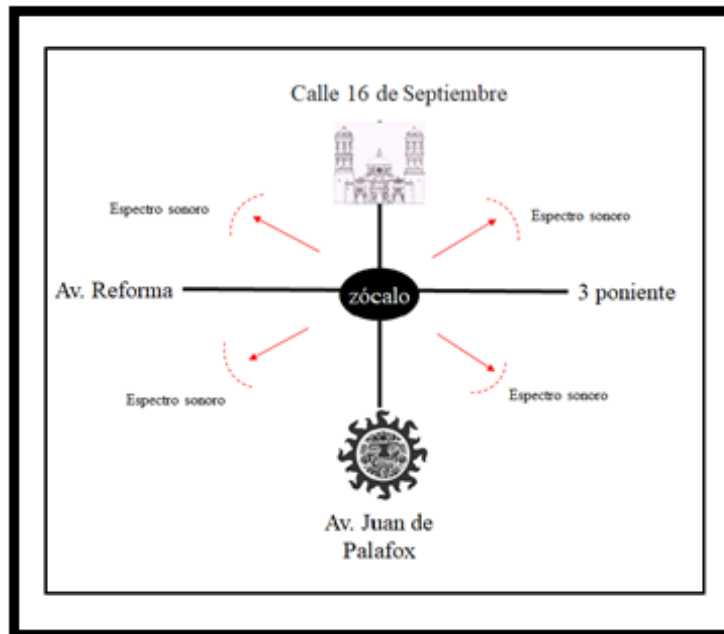 Calle 16 de Septiembre
Espectro sonoro
Espectro sonoro
Av. Reforma
zócalo
3 poniente
Espectro sonoro
Espectro sonoro
Av. Juan de
Palafox